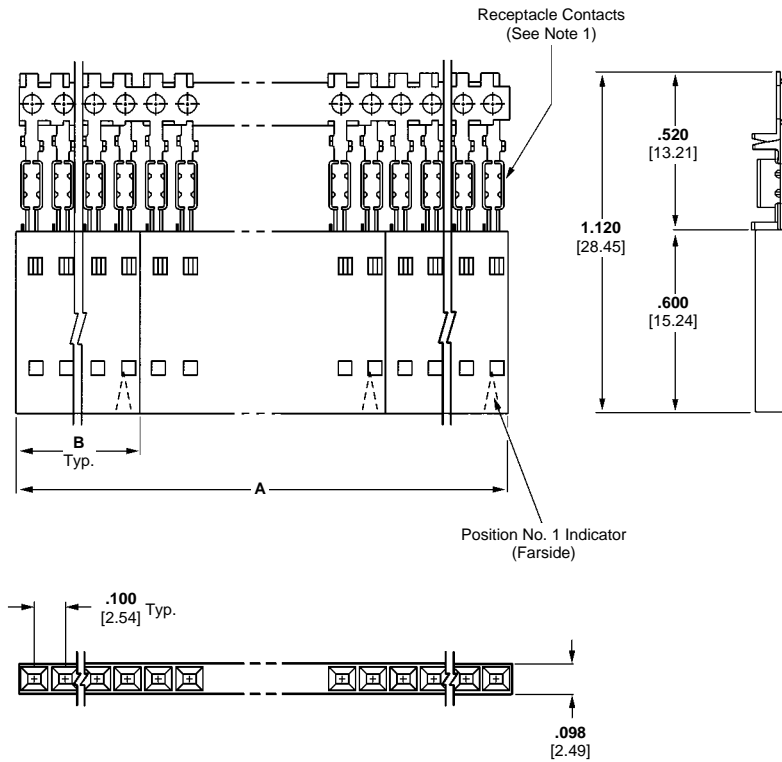 Receptacle Contacts
(See Note 1)
.520
[13.21]
1.120
[28.45]
.600
[15.24]
B
Typ.
A
Position No. 1 Indicator
(Farside)
.100
[2.54] Typ.
.098
[2.49]